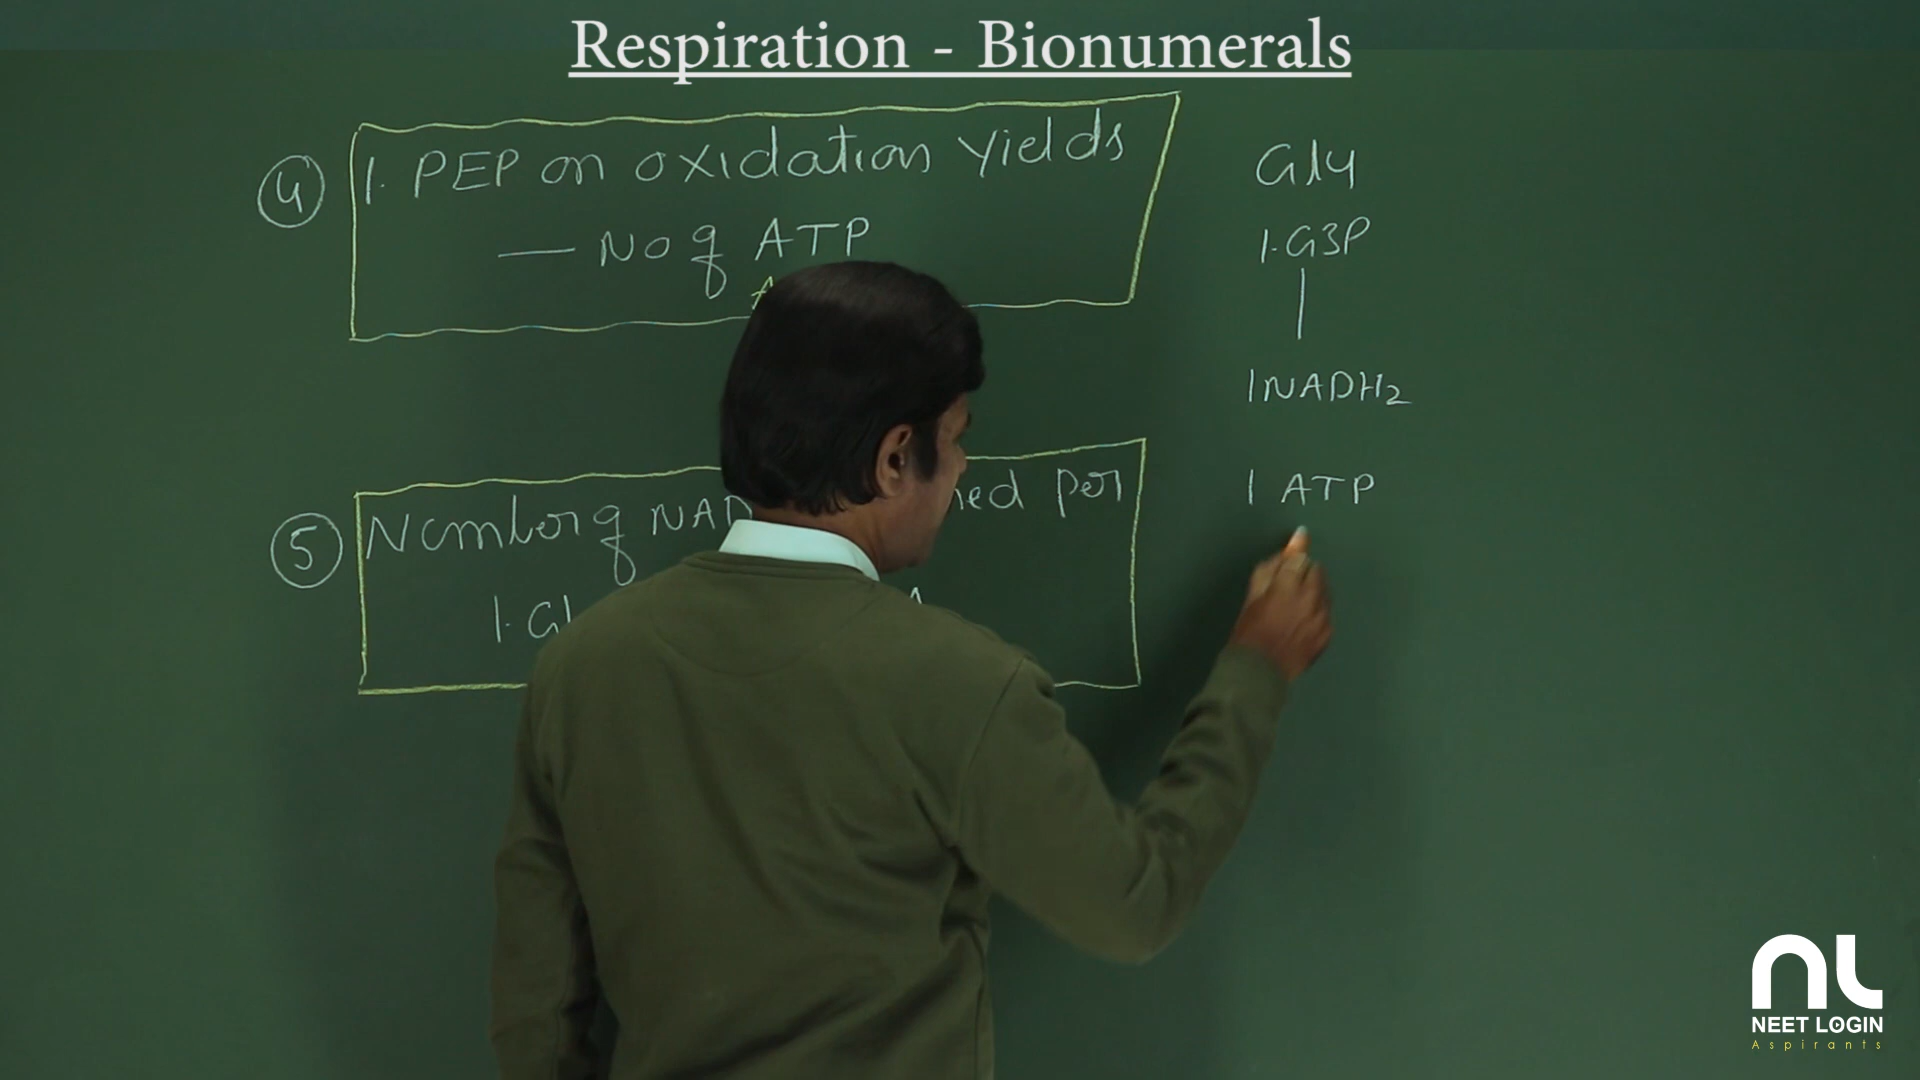 Respiration - Bionumerals
4
1. PEP on oxidation yields
— No of ATP
5
Number of NAD
ned per
1. Gl
Gly
1. G3P
1 NADH2
1 ATP
NL
NEET LOGIN
Aspirants